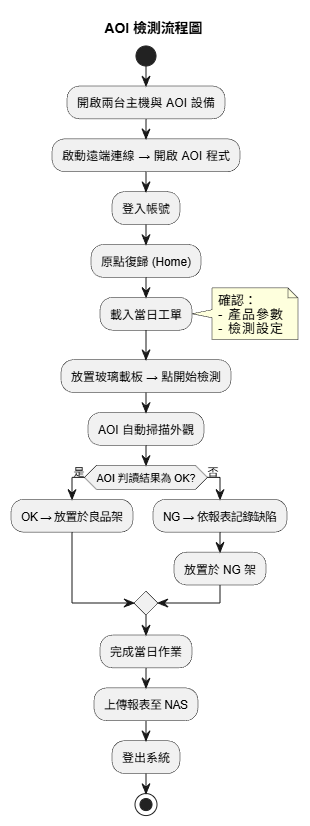 AOI 檢測流程圖
開啟兩台主機與 AOI 設備
啟動遠端連線 → 開啟 AOI 程式
登入帳號
原點復歸 (Home)
載入當日工單
確認：
- 產品參數
- 檢測設定
放置玻璃載板 → 點開始檢測
AOI 自動掃描外觀
是
AOI 判讀結果為 OK?
否
OK → 放置於良品架
NG → 依報表記錄缺陷
放置於 NG 架
完成當日作業
上傳報表至 NAS
登出系統